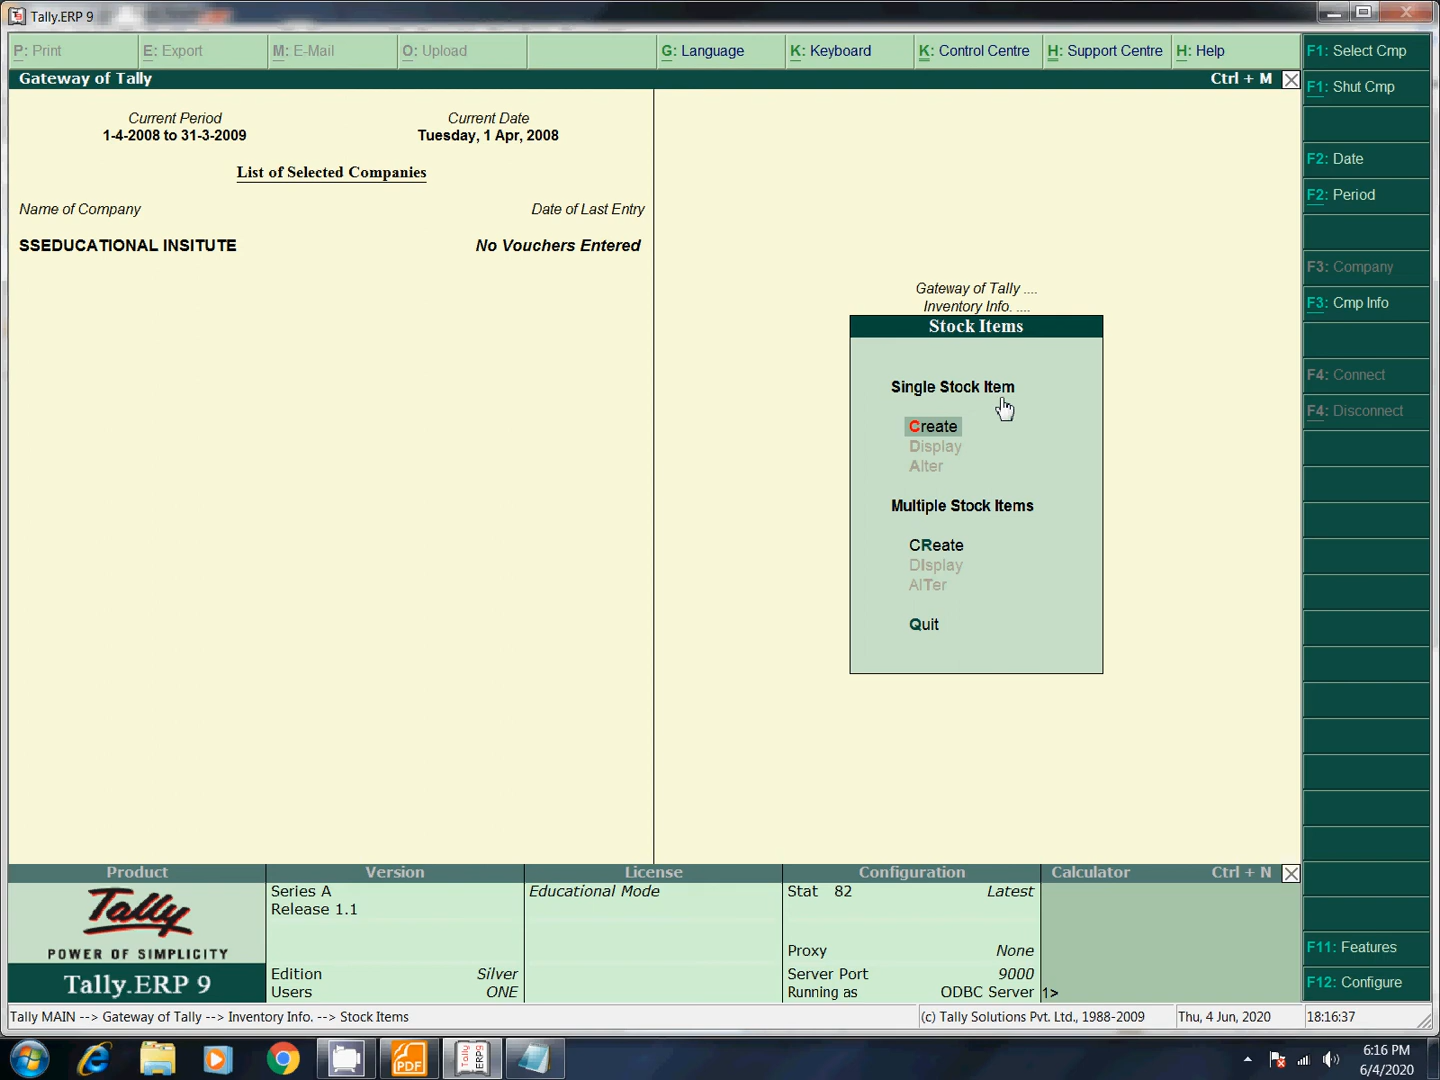 Tally.ERP 9
P: Print
E: Export
M: E-Mail
O: Upload
G: Language
K: Keyboard
K: Control Centre
H: Support Centre
H: Help
Gateway of Tally
Ctrl + M
Current Period
1-4-2008 to 31-3-2009
Current Date
Tuesday, 1 Apr, 2008
List of Selected Companies
Name of Company
Date of Last Entry
SSEDUCATIONAL INSITUTE
No Vouchers Entered
Gateway of Tally ....
Inventory Info. ....
Stock Items
Single Stock Item
Create
Display
Alter
Multiple Stock Items
CReate
DIsplay
AlTer
Quit
F1: Select Cmp
F1: Shut Cmp
F2: Date
F2: Period
F3: Company
F3: Cmp Info
F4: Connect
F4: Disconnect
F11: Features
F12: Configure
Product
Tally
POWER OF SIMPLICITY
Tally.ERP 9
Version
Series A
Release 1.1
Edition Silver
Users ONE
License
Educational Mode
Configuration
Stat 82 Latest
Proxy None
Server Port 9000
Running as ODBC Server
Calculator
Ctrl + N
1>
Tally MAIN --> Gateway of Tally --> Inventory Info. --> Stock Items
(c) Tally Solutions Pvt. Ltd., 1988-2009
Thu, 4 Jun, 2020
18:16:37
PDF
Tally
ERP9
6:16 PM
6/4/2020